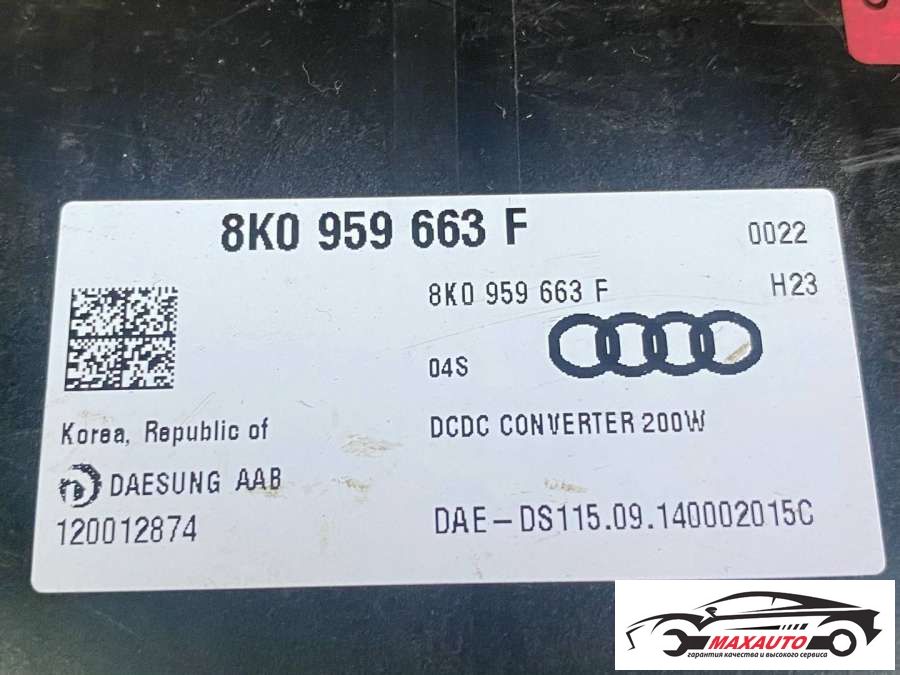 8K0 959 663 F
0022
8K0 959 663 F
H23
04S
Korea, Republic of
DCDC CONVERTER 200W
DAESUNG AAB
120012874
DAE-DS115.09.140002015C
MAXAUTO
гарантия качества и высокого сервиса